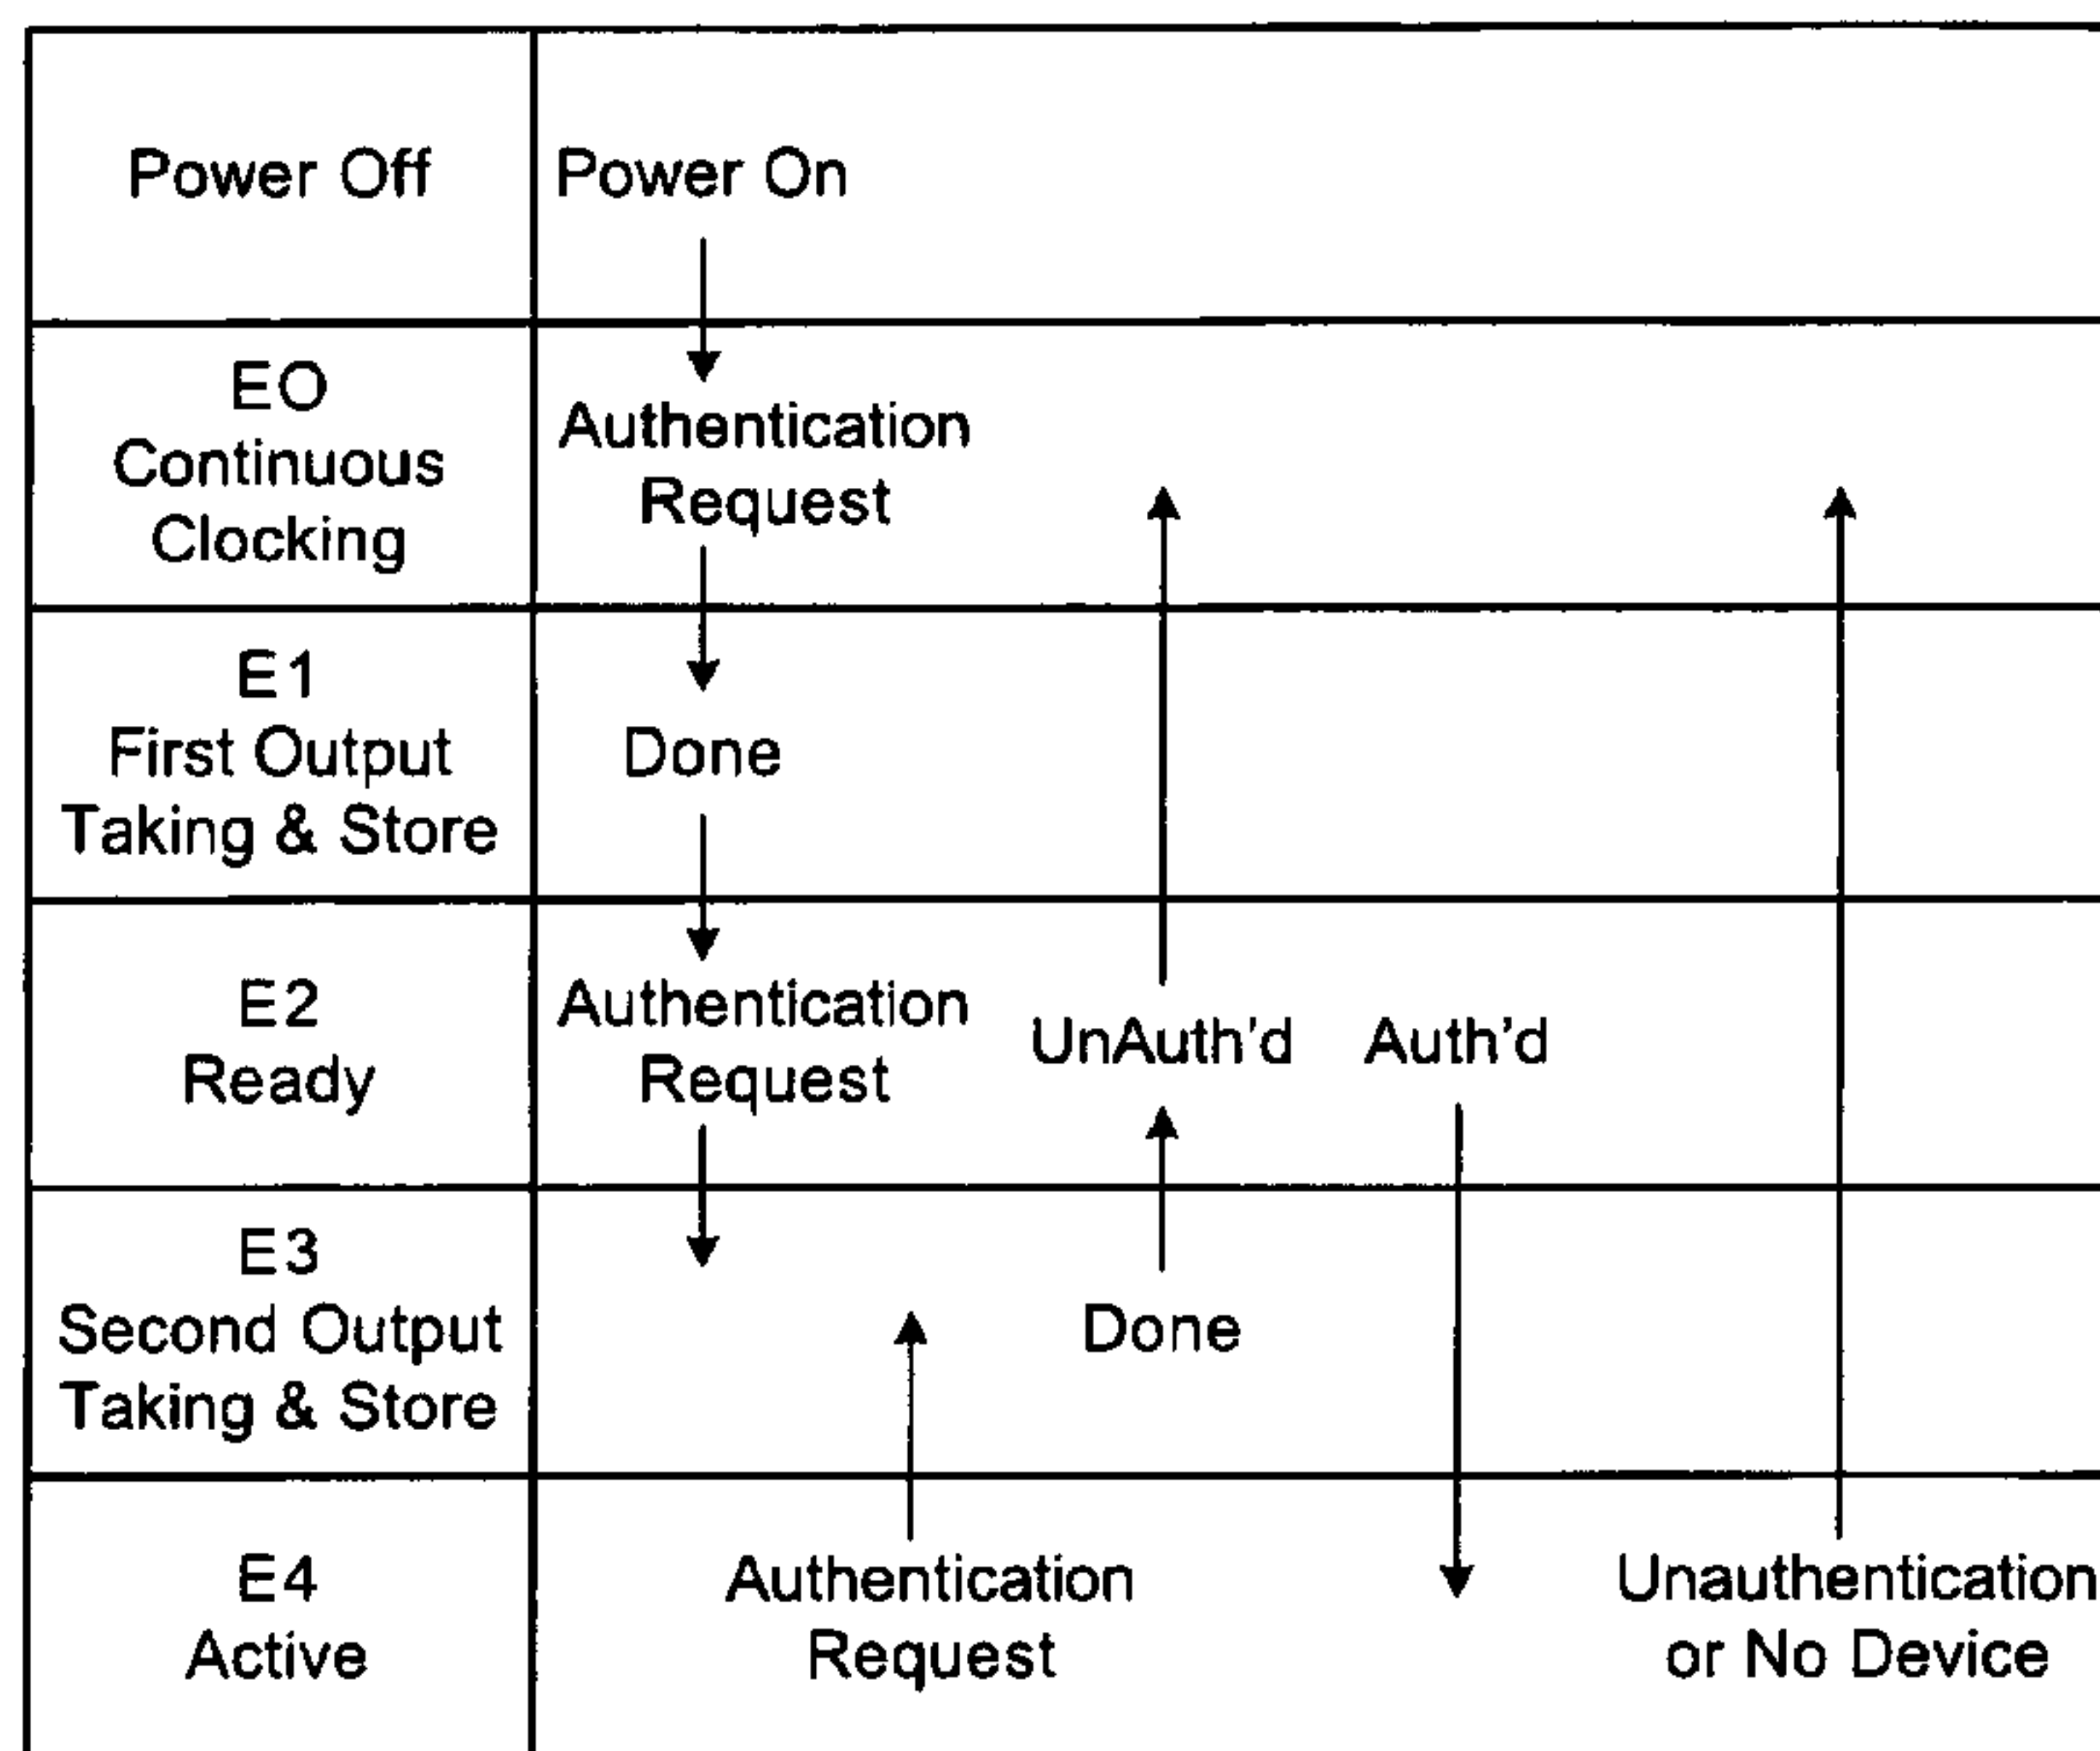 Power Off
Power On
EO
Continuous
Clocking
Authentication
Request
E1
First Output
Taking & Store
Done
E2
Ready
Authentication
Request
UnAuth'd
Auth'd
E3
Second Output
Taking & Store
Done
E4
Active
Authentication
Request
Unauthentication
or No Device